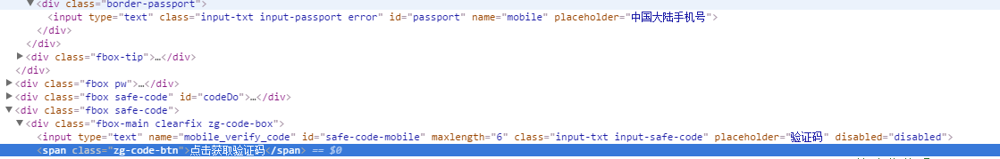 ▼<div class="border-passport">
<input type="text" class="input-txt input-passport error" id="passport" name="mobile" placeholder="中国大陆手机号">
</div>
</div>
▶<div class="fbox-tip">…</div>
</div>
▶<div class="fbox pw">…</div>
▶<div class="fbox safe-code" id="codeDo">…</div>
▼<div class="fbox safe-code">
▼<div class="fbox-main clearfix zg-code-box">
<input type="text" name="mobile_verify_code" id="safe-code-mobile" maxlength="6" class="input-txt input-safe-code" placeholder="验证码" disabled="disabled">
<span class="zg-code-btn">点击获取验证码</span> == $0